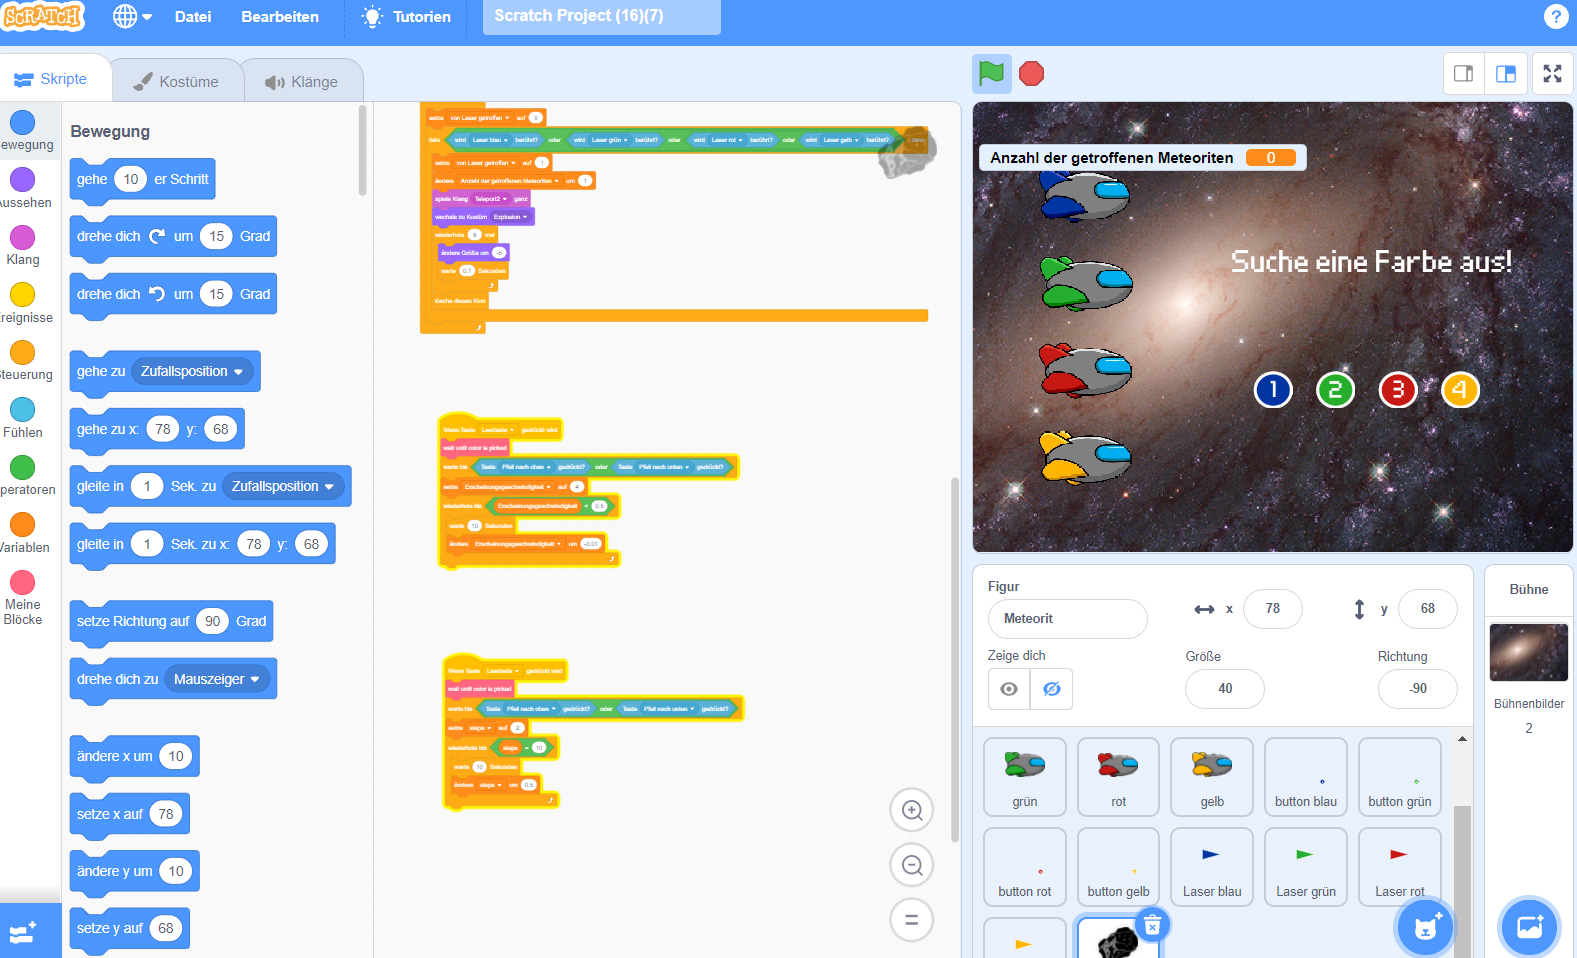 SCRATCH
Datei
Bearbeiten
Tutorien
Scratch Project (16)(7)
?
Skripte
Kostüme
Klänge
ewegung
Aussehen
Klang
Ereignisse
Steuerung
Fühlen
Operatoren
Variablen
Meine
Blöcke
Bewegung
gehe 10 er Schritt
drehe dich um 15 Grad
drehe dich um 15 Grad
gehe zu Zufallsposition
gehe zu x: 78 y: 68
gleite in 1 Sek. zu Zufallsposition
gleite in 1 Sek. zu x: 78 y: 68
setze Richtung auf 90 Grad
drehe dich zu Mauszeiger
ändere x um 10
setze x auf 78
ändere y um 10
setze y auf 68
setze von Laser getroffen auf 0
falls wird Laser blau berührt? oder wird Laser grün berührt? oder wird Laser rot berührt? oder wird Laser gelb berührt?
setze von Laser getroffen auf 1
ändere Anzahl der getroffenen Meteoriten um 1
spiele Klang Teleport2 ganz
wechsle zu Kostüm Explosion
wiederhole 8 mal
ändere Größe um -5
warte 0.1 Sekunden
lösche diesen Klon
Wenn Taste Leertaste gedrückt wird
wait until color is picked
warte bis Taste Pfeil nach oben gedrückt? oder Taste Pfeil nach unten gedrückt?
setze Erscheinungsgeschwindigkeit auf 4
wiederhole bis Erscheinungsgeschwindigkeit < 0.5
warte 10 Sekunden
ändere Erscheinungsgeschwindigkeit um -0.01
Wenn Taste Leertaste gedrückt wird
wait until color is picked
warte bis Taste Pfeil nach oben gedrückt? oder Taste Pfeil nach unten gedrückt?
setze steps auf 2
wiederhole bis steps = 10
warte 10 Sekunden
ändere steps um 0.5
Anzahl der getroffenen Meteoriten 0
Suche eine Farbe aus!
1 2 3 4
Figur
Meteorit
x 78
y 68
Zeige dich
Größe
40
Richtung
-90
grün
rot
gelb
button blau
button grün
button rot
button gelb
Laser blau
Laser grün
Laser rot
Bühne
Bühnenbilder
2